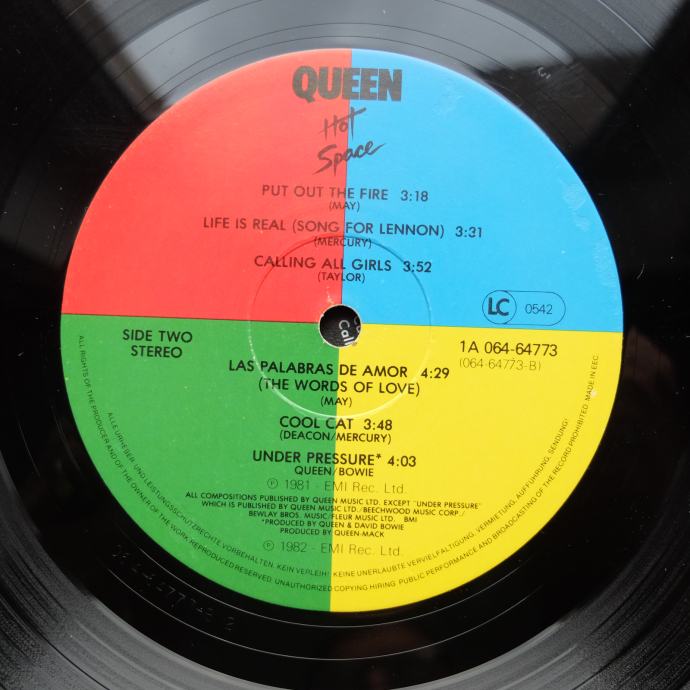 QUEEN
Hot
Space
PUT OUT THE FIRE 3:18
(MAY)
LIFE IS REAL (SONG FOR LENNON) 3:31
(MERCURY)
CALLING ALL GIRLS 3:52
(TAYLOR)
LC 0542
SIDE TWO
STEREO
1A 064-64773
(064-64773-B)
LAS PALABRAS DE AMOR 4:29
(THE WORDS OF LOVE)
(MAY)
COOL CAT 3:48
(DEACON/MERCURY)
UNDER PRESSURE* 4:03
QUEEN/BOWIE
℗ 1981 - EMI Rec. Ltd.
ALL COMPOSITIONS PUBLISHED BY QUEEN MUSIC LTD. EXCEPT "UNDER PRESSURE"
WHICH IS PUBLISHED BY QUEEN MUSIC LTD./BEECHWOOD MUSIC CORP./
BEWLAY BROS. MUSIC/FLEUR MUSIC LTD. BMI
*PRODUCED BY QUEEN & DAVID BOWIE
PRODUCED BY QUEEN-MACK
℗ 1982 - EMI Rec. Ltd.
ALLE URHEBER- UND LEISTUNGSSCHUTZRECHTE VORBEHALTEN. KEIN VERLEIH! KEINE UNERLAUBTE VERVIELFÄLTIGUNG, VERMIETUNG, AUFFÜHRUNG, SENDUNG!
ALL RIGHTS OF THE PRODUCER AND OF THE OWNER OF THE WORK REPRODUCED RESERVED. UNAUTHORIZED COPYING HIRING PUBLIC PERFORMANCE AND BROADCASTING OF THE RECORD PROHIBITED. MADE IN EEC